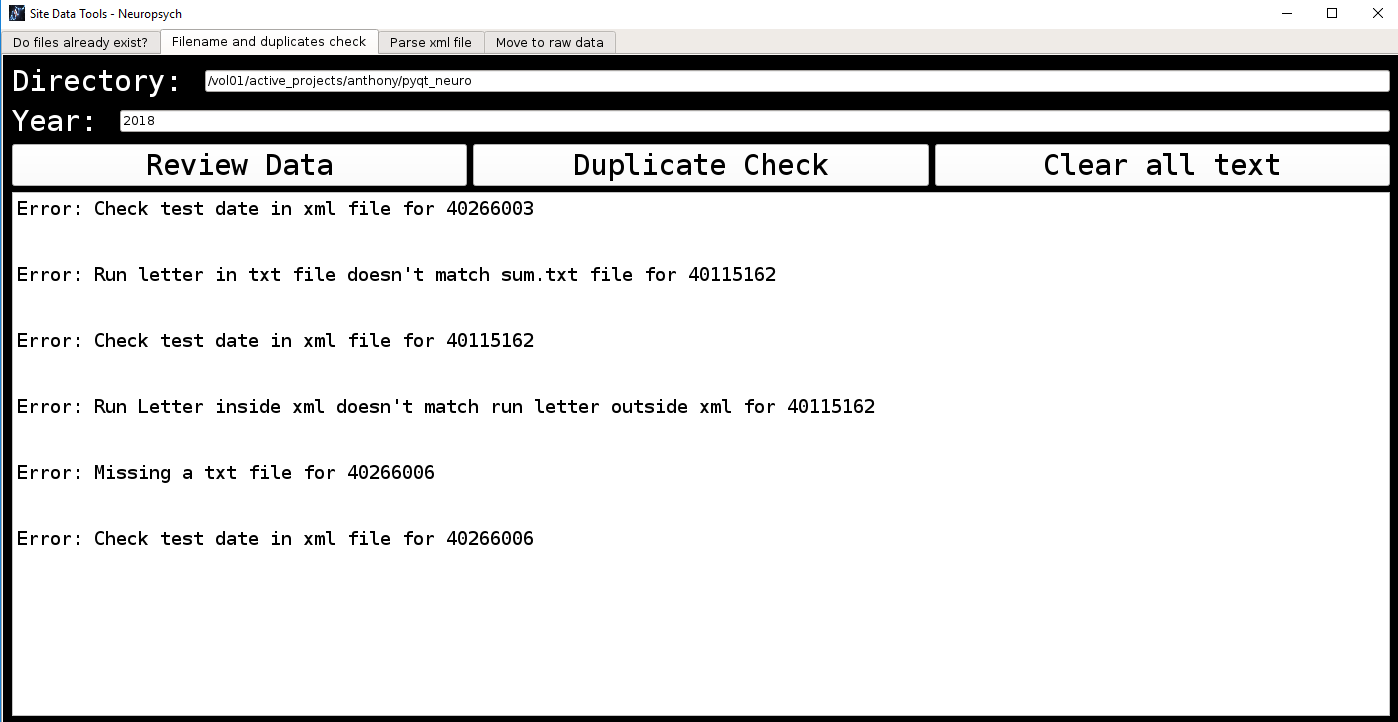 Site Data Tools - Neuropsych
Do files already exist? Filename and duplicates check Parse xml file Move to raw data
Directory: /vol01/active_projects/anthony/pyqt_neuro
Year: 2018
Review Data Duplicate Check Clear all text
Error: Check test date in xml file for 40266003
Error: Run letter in txt file doesn't match sum.txt file for 40115162
Error: Check test date in xml file for 40115162
Error: Run Letter inside xml doesn't match run letter outside xml for 40115162
Error: Missing a txt file for 40266006
Error: Check test date in xml file for 40266006